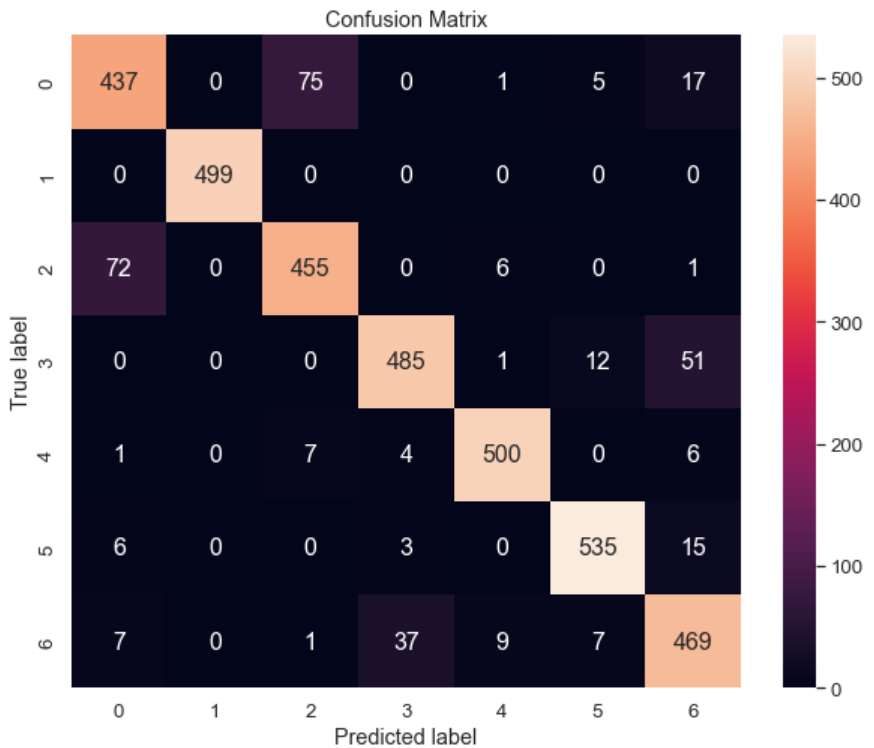 Confusion Matrix
0 437 0 75 0 1 5 17
1 0 499 0 0 0 0 0
2 72 0 455 0 6 0 1
3 0 0 0 485 1 12 51
4 1 0 7 4 500 0 6
5 6 0 0 3 0 535 15
6 7 0 1 37 9 7 469
0 1 2 3 4 5 6
True label
Predicted label
500
400
300
200
100
0